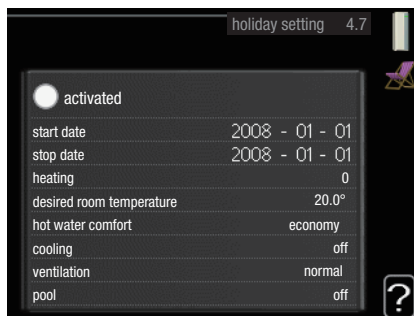 holiday setting 4.7
activated
start date 2008 - 01 - 01
stop date 2008 - 01 - 01
heating 0
desired room temperature 20.0°
hot water comfort economy
cooling off
ventilation normal
pool off
?